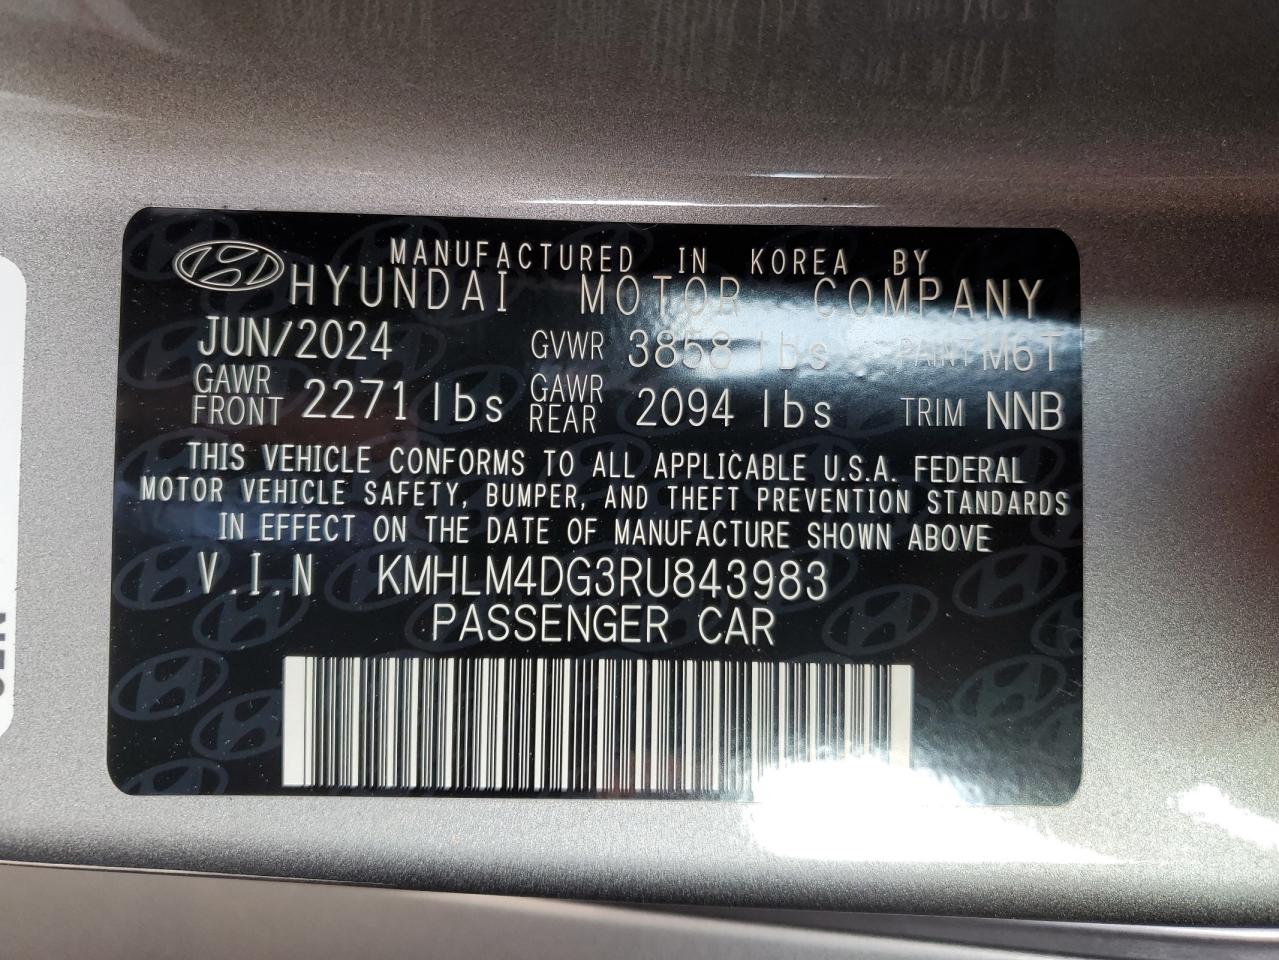 MANUFACTURED IN KOREA BY
HYUNDAI MOTOR COMPANY
JUN/2024 GVWR 3858 lbs PAINT M6T
GAWR FRONT 2271 lbs GAWR REAR 2094 lbs TRIM NNB
THIS VEHICLE CONFORMS TO ALL APPLICABLE U.S.A. FEDERAL
MOTOR VEHICLE SAFETY, BUMPER, AND THEFT PREVENTION STANDARDS
IN EFFECT ON THE DATE OF MANUFACTURE SHOWN ABOVE
V.I.N KMHLM4DG3RU843983
PASSENGER CAR